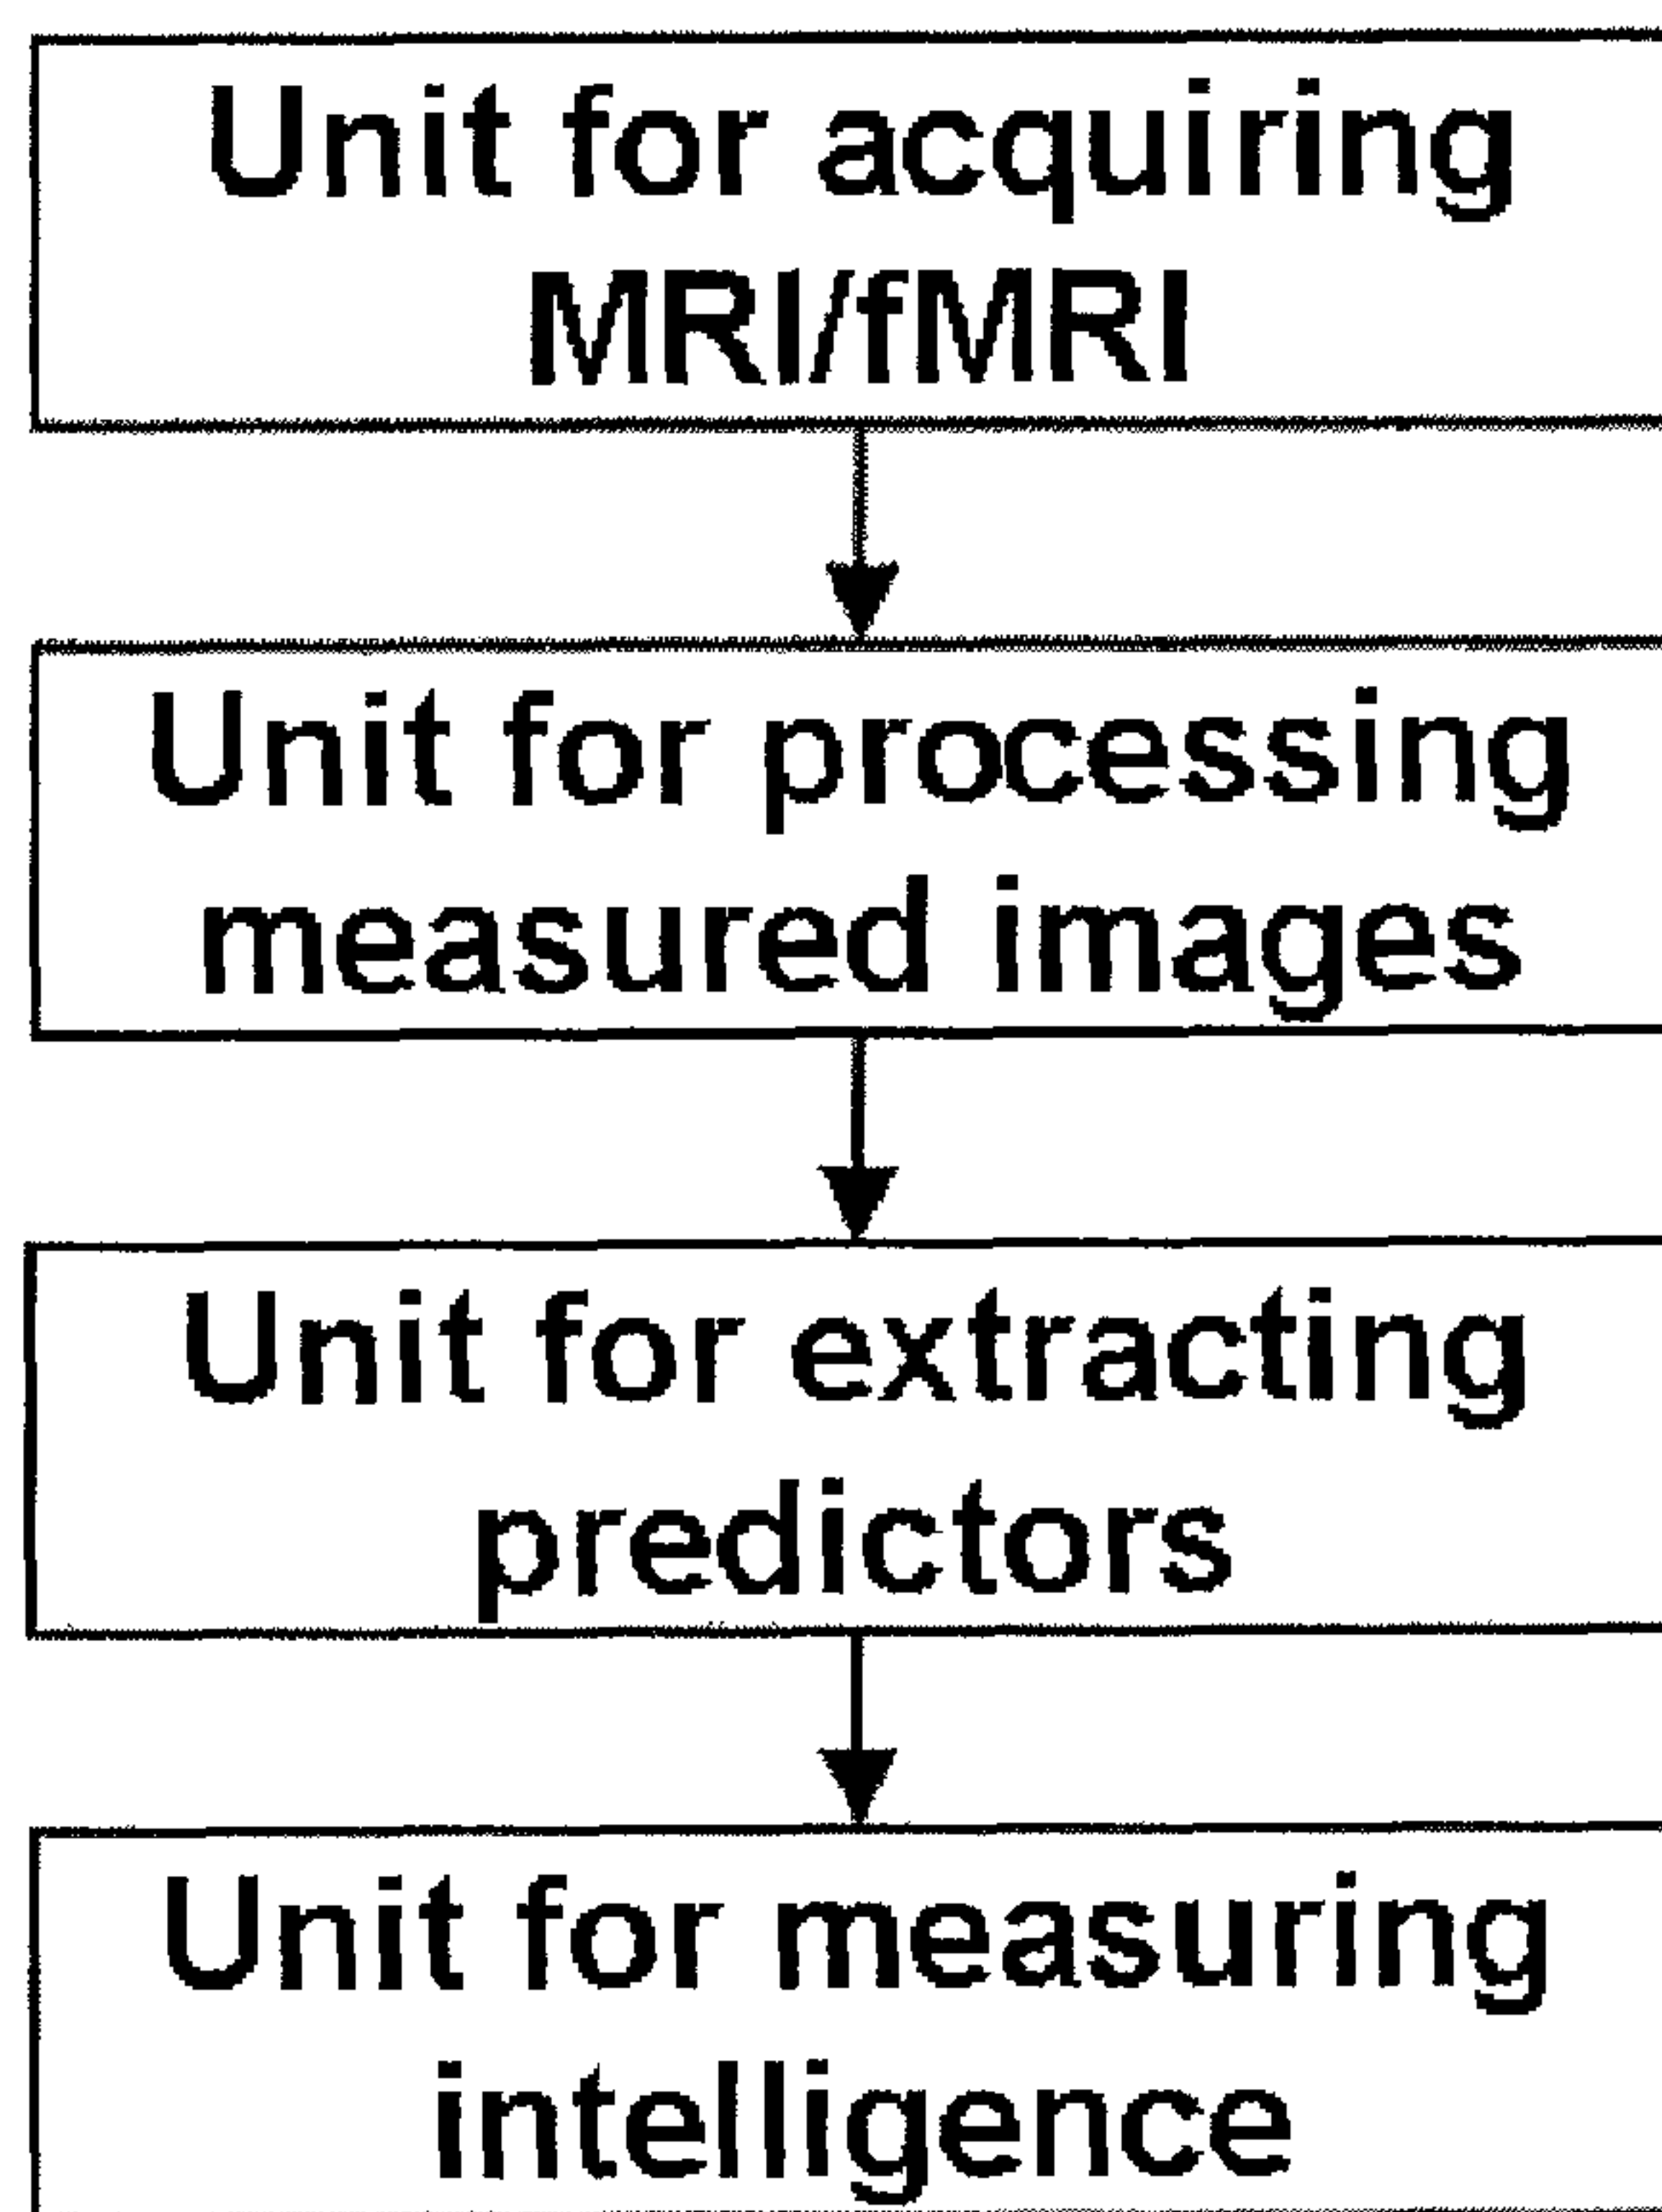 Unit for acquiring
MRI/fMRI
Unit for processing
measured images
Unit for extracting
predictors
Unit for measuring
intelligence